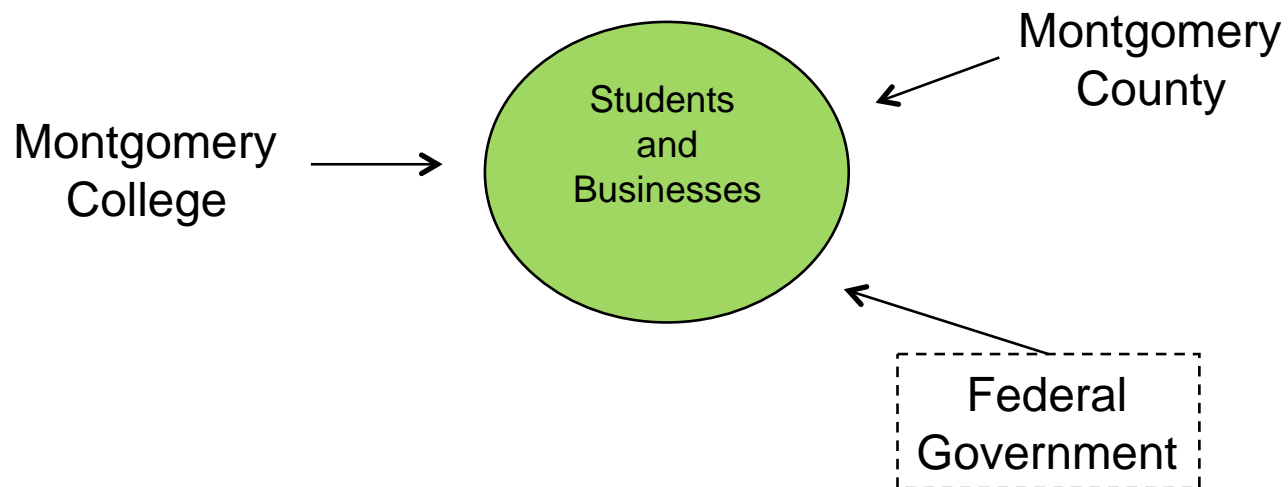 Montgomery
County
Students
and
Businesses
Montgomery
College
Federal
Government